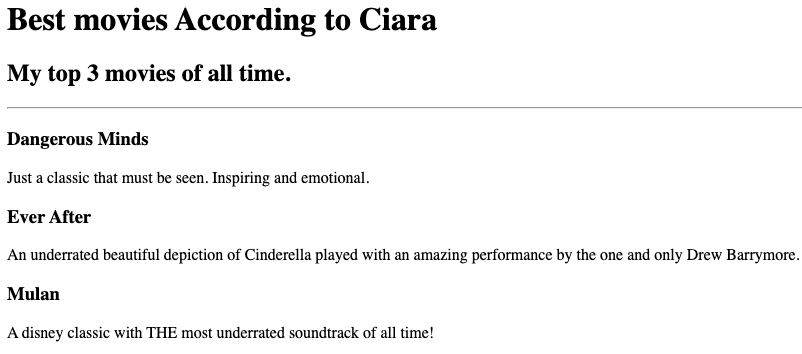 Best movies According to Ciara
My top 3 movies of all time.
Dangerous Minds
Just a classic that must be seen. Inspiring and emotional.
Ever After
An underrated beautiful depiction of Cinderella played with an amazing performance by the one and only Drew Barrymore.
Mulan
A disney classic with THE most underrated soundtrack of all time!